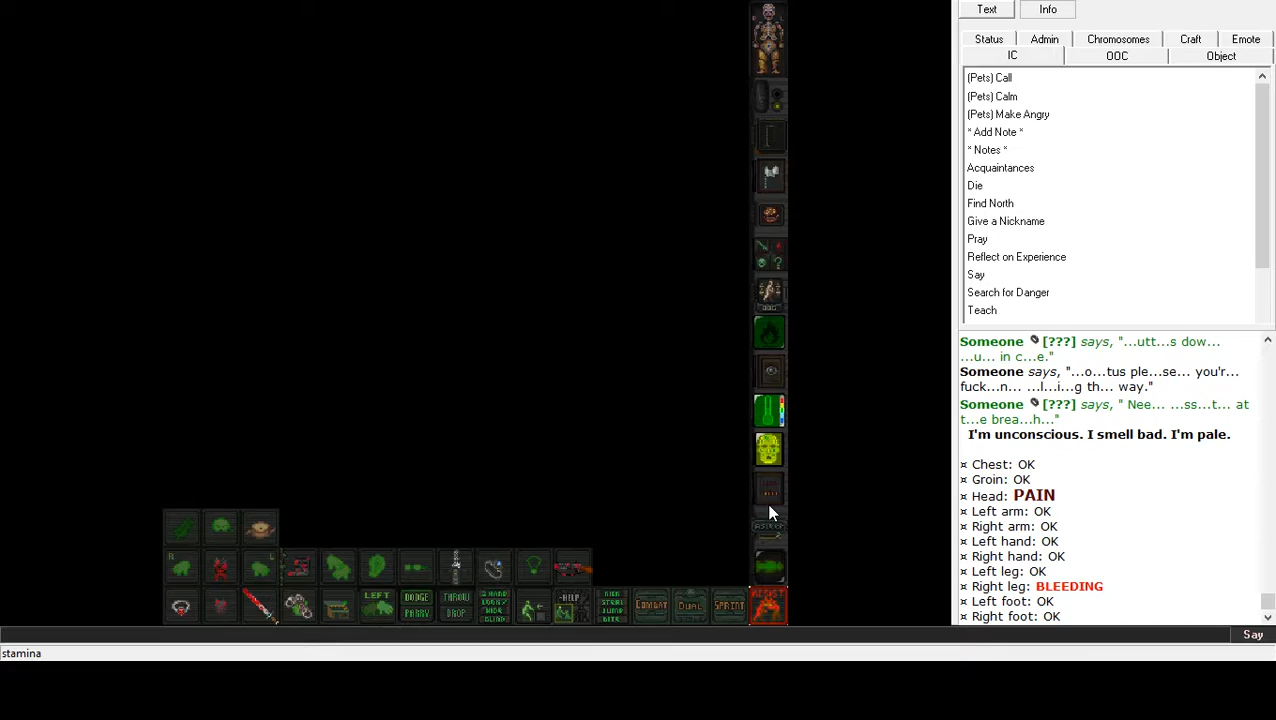 Text Info
Status Admin Chromosomes Craft Emote
IC OOC Object
(Pets) Call
(Pets) Calm
(Pets) Make Angry
* Add Note *
* Notes *
Acquaintances
Die
Find North
Give a Nickname
Pray
Reflect on Experience
Say
Search for Danger
Teach
Someone [???] says, "...utt...s dow...
...u... in c...e."
Someone says, "...o...tus ple...se... you'r...
fuck...n... ...l...i...g th... way."
Someone [???] says, " Nee... ...ss...t... at
t...e brea...h..."
I'm unconscious. I smell bad. I'm pale.
¤ Chest: OK
¤ Groin: OK
¤ Head: PAIN
¤ Left arm: OK
¤ Right arm: OK
¤ Left hand: OK
¤ Right hand: OK
¤ Left leg: OK
¤ Right leg: BLEEDING
¤ Left foot: OK
¤ Right foot: OK
R L
LEFT DODGE PARRY THROW DROP HELP COMBAT DUAL SPRINT RESIST
Say
stamina